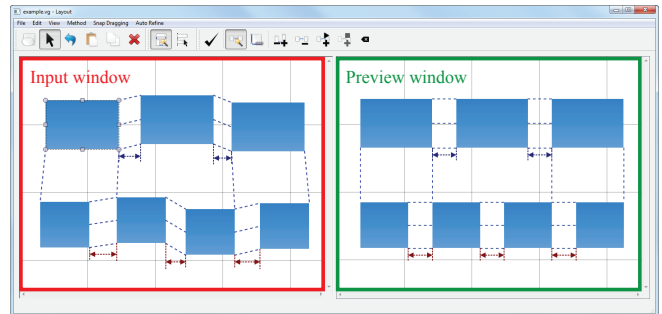 example.vg - Layout
File Edit View Method Snap Dragging Auto Refine
Input window
Preview window